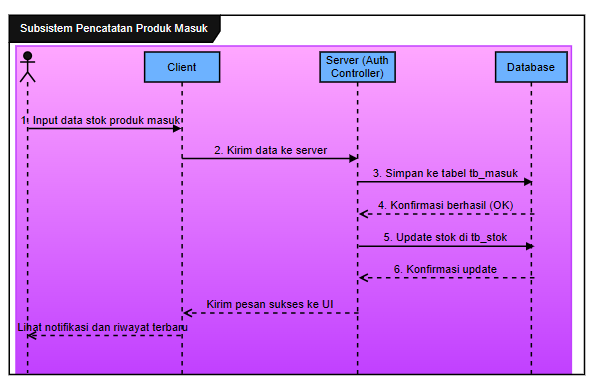 Subsistem Pencatatan Produk Masuk
Client
Server (Auth
Controller)
Database
1. Input data stok produk masuk
2. Kirim data ke server
3. Simpan ke tabel tb_masuk
4. Konfirmasi berhasil (OK)
5. Update stok di tb_stok
6. Konfirmasi update
Kirim pesan sukses ke UI
Lihat notifikasi dan riwayat terbaru